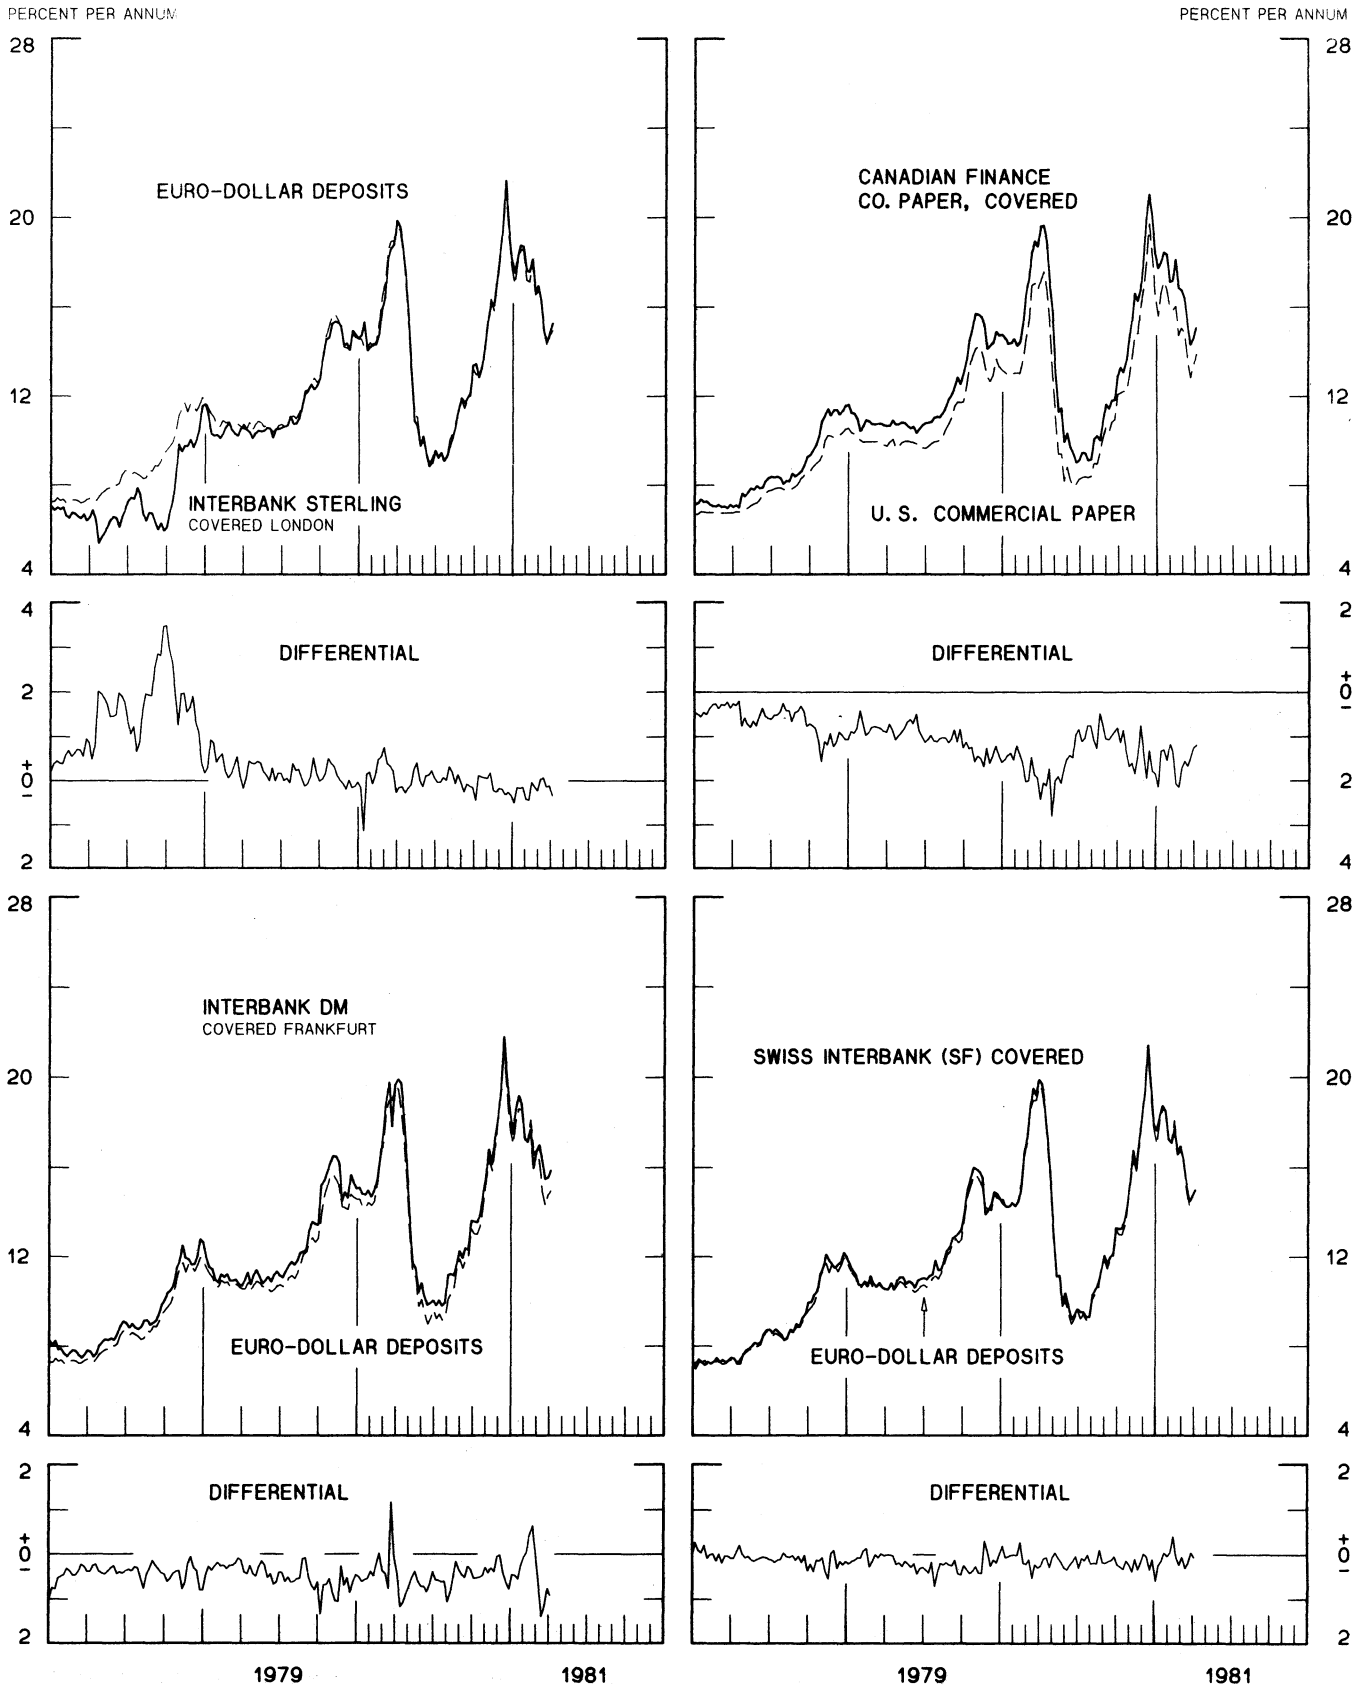 PERCENT PER ANNUM
PERCENT PER ANNUM
28
EURO-DOLLAR DEPOSITS
20
12
INTERBANK STERLING
COVERED LONDON
4
28
CANADIAN FINANCE
CO. PAPER, COVERED
20
12
U. S. COMMERCIAL PAPER
4
4
DIFFERENTIAL
2
+
0
−
2
2
DIFFERENTIAL
+
0
−
2
4
28
INTERBANK DM
COVERED FRANKFURT
20
12
EURO-DOLLAR DEPOSITS
4
28
SWISS INTERBANK (SF) COVERED
20
12
EURO-DOLLAR DEPOSITS
4
2
DIFFERENTIAL
+
0
−
2
2
DIFFERENTIAL
+
0
−
2
1979
1981
1979
1981